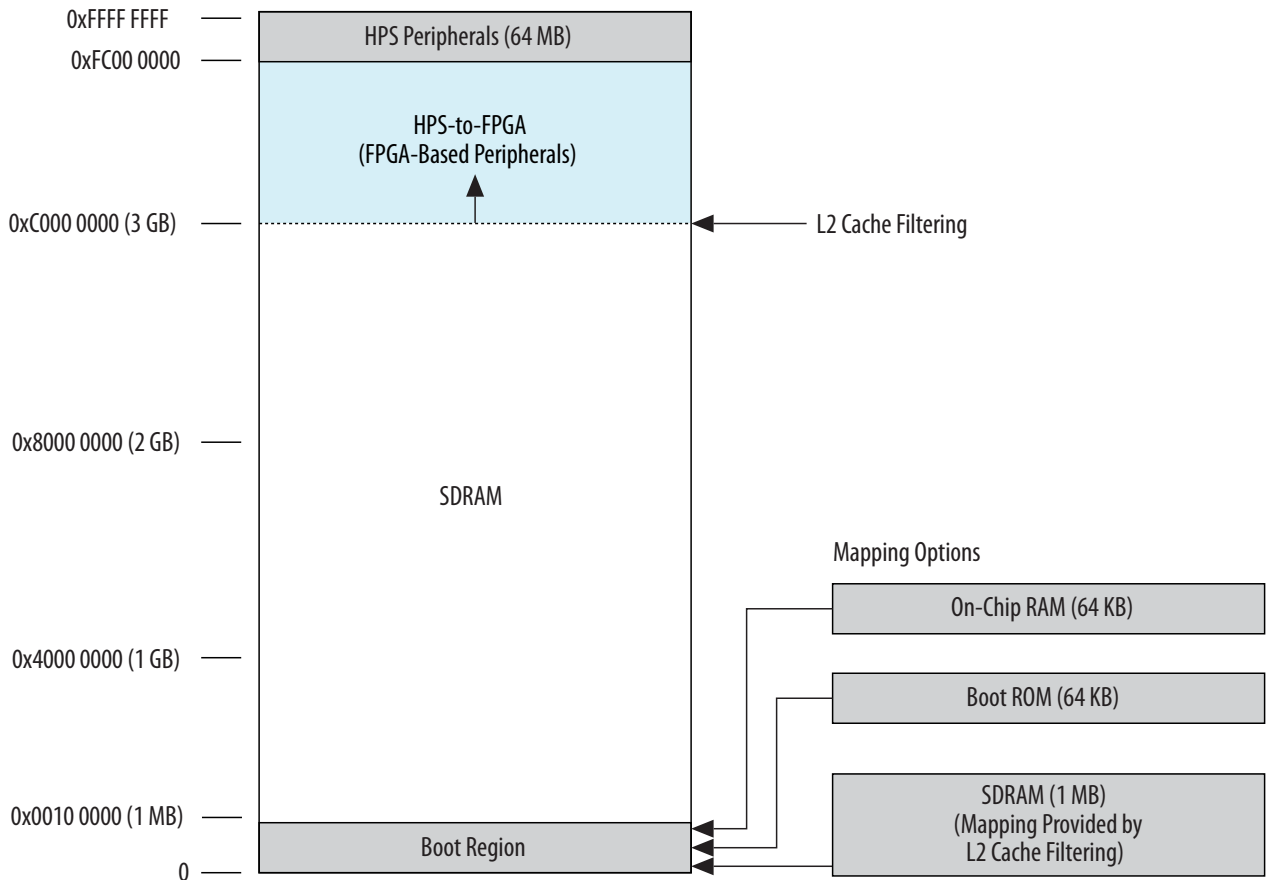 0xFFFF FFFF
HPS Peripherals (64 MB)
0xFC00 0000
HPS-to-FPGA
(FPGA-Based Peripherals)
0xC000 0000 (3 GB)
L2 Cache Filtering
0x8000 0000 (2 GB)
SDRAM
Mapping Options
On-Chip RAM (64 KB)
0x4000 0000 (1 GB)
Boot ROM (64 KB)
SDRAM (1 MB)
(Mapping Provided by
L2 Cache Filtering)
0x0010 0000 (1 MB)
Boot Region
0